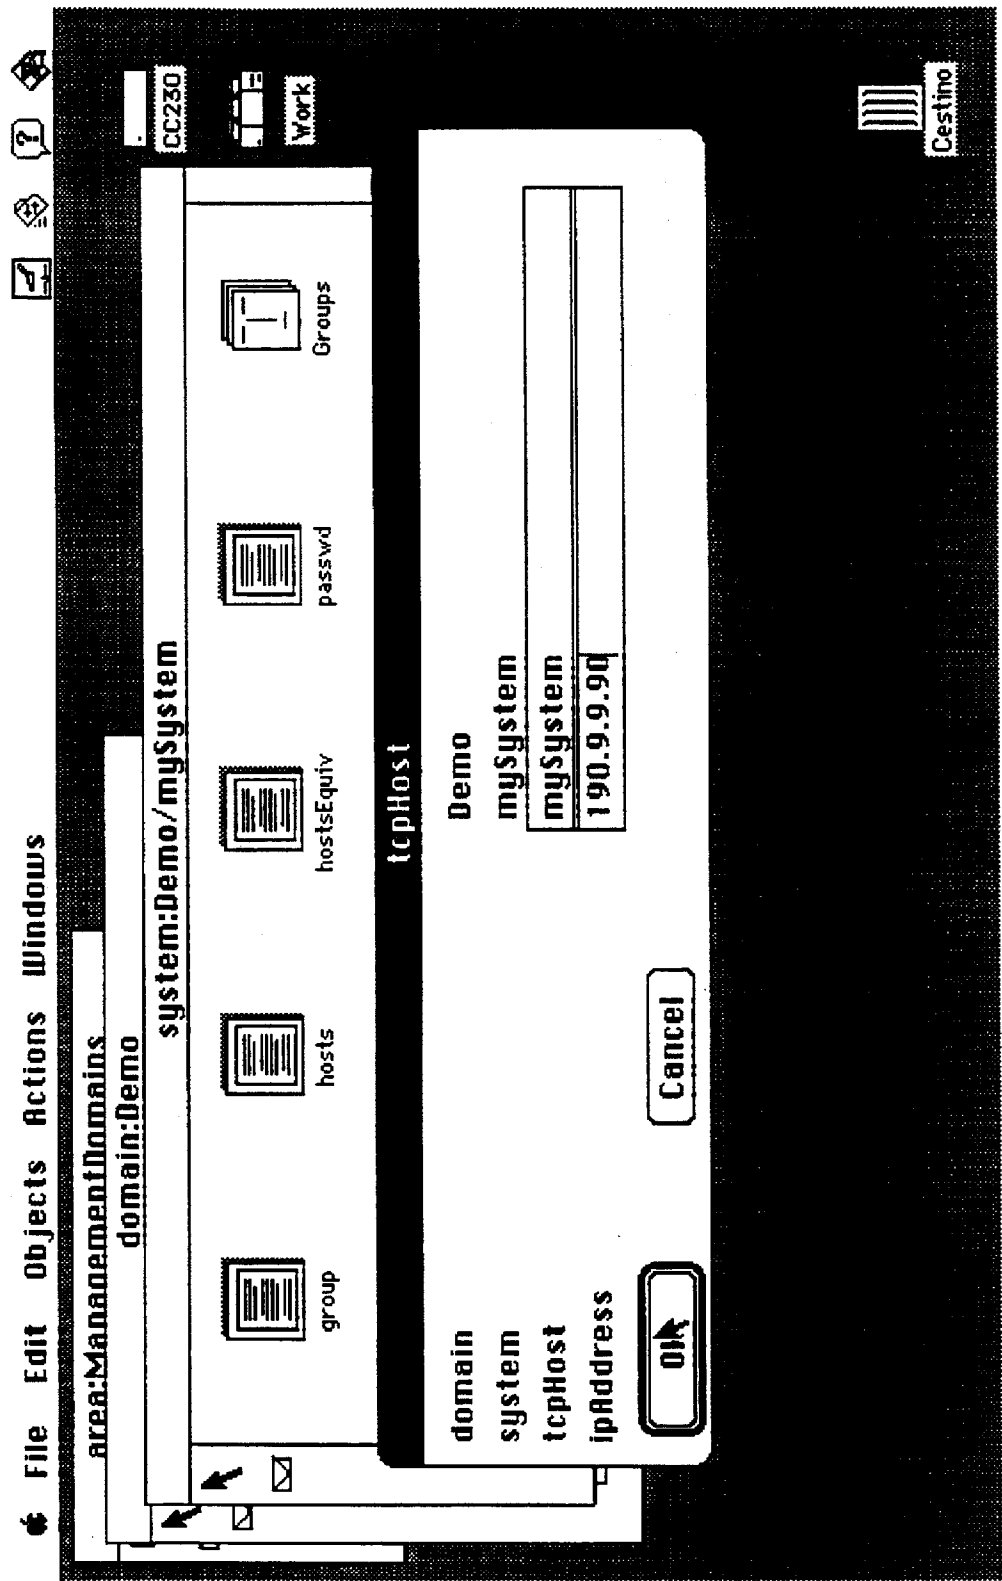 File Edit Objects Actions Windows
CC230
Work
area:ManagementDomains
domain:Demo
system:Demo/mySystem
group hosts hostsEquiv passwd Groups
tcpHost
domain Demo
system mySystem
tcpHost mySystem
ipAddress 190.9.9.90
OK Cancel
Cestino